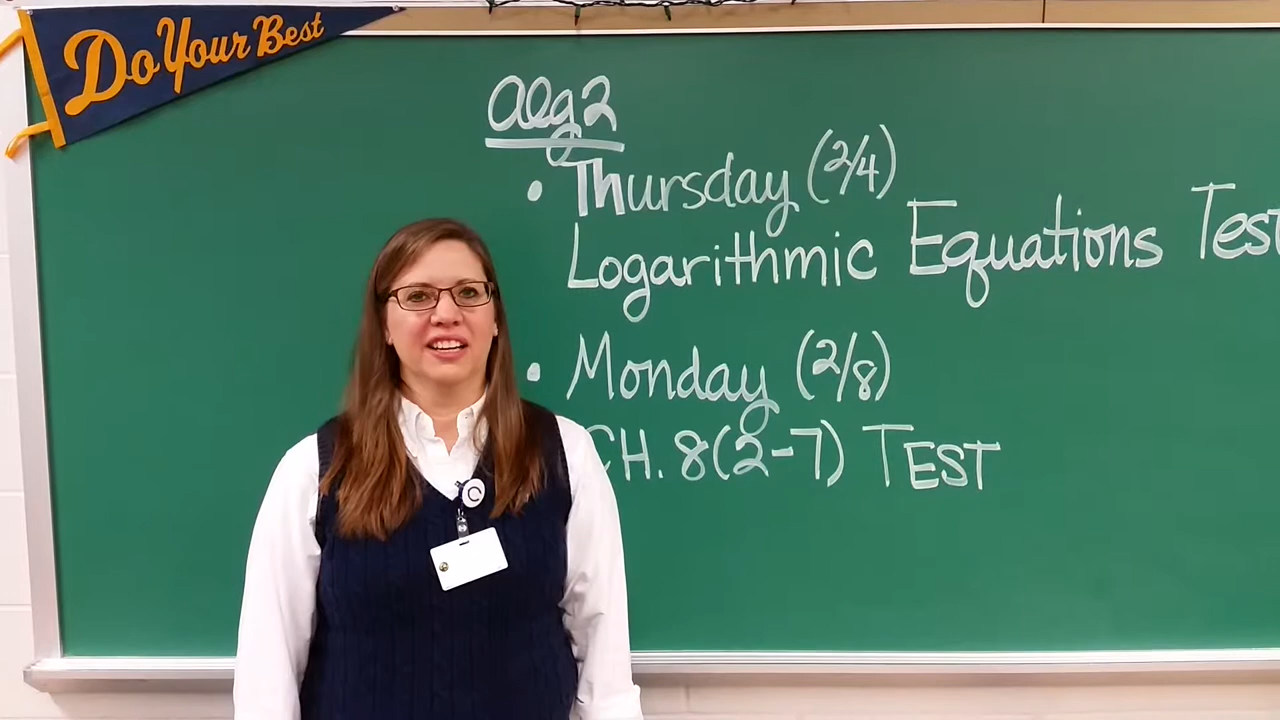 Do Your Best
Alg 2
• Thursday (2/4)
Logarithmic Equations Test
• Monday (2/8)
CH. 8(2-7) TEST